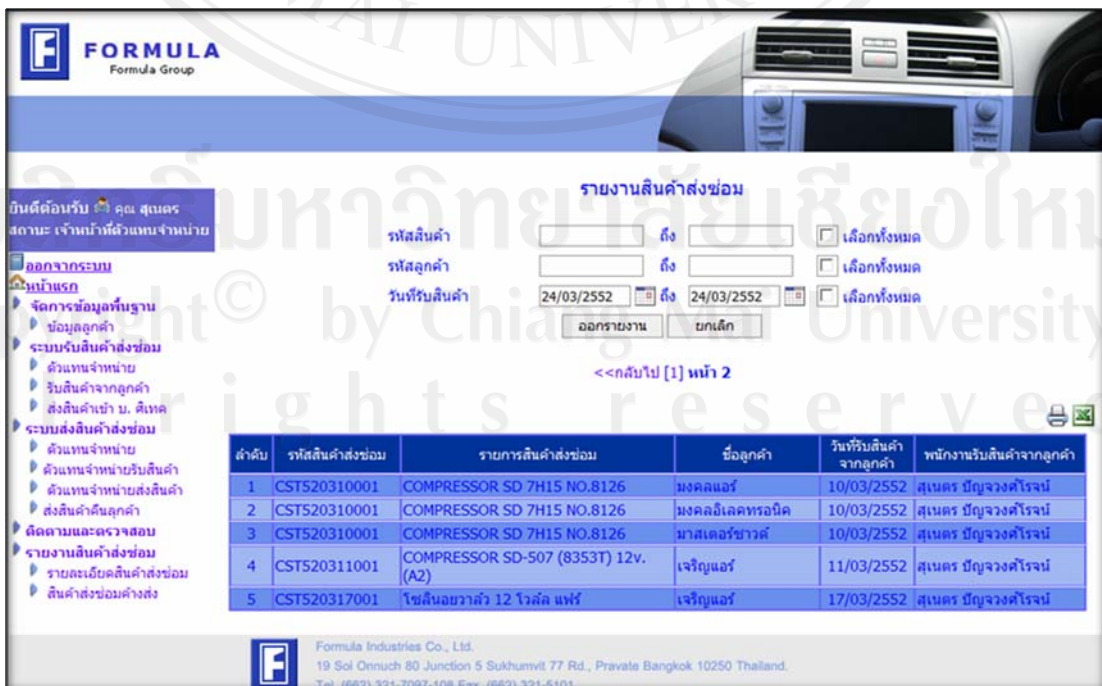 FORMULA
Formula Group
รายงานสินค้าส่งซ่อม
ยินดีต้อนรับ คุณ สุเนตร
สถานะ เจ้าหน้าที่ตัวแทนจำหน่าย
รหัสสินค้า ถึง เลือกทั้งหมด
รหัสลูกค้า ถึง เลือกทั้งหมด
วันที่รับสินค้า 24/03/2552 ถึง 24/03/2552 เลือกทั้งหมด
ออกรายงาน ยกเลิก
<<กลับไป [1] หน้า 2
ออกจากระบบ
หน้าแรก
จัดการข้อมูลพื้นฐาน
ข้อมูลลูกค้า
ระบบรับสินค้าส่งซ่อม
ตัวแทนจำหน่าย
รับสินค้าจากลูกค้า
ส่งสินค้าเข้า บ. ศิเทค
ระบบส่งสินค้าส่งซ่อม
ตัวแทนจำหน่าย
ตัวแทนจำหน่ายรับสินค้า
ตัวแทนจำหน่ายส่งสินค้า
ส่งสินค้าคืนลูกค้า
ติดตามและตรวจสอบ
รายงานสินค้าส่งซ่อม
รายละเอียดสินค้าส่งซ่อม
สินค้าส่งซ่อมค้างส่ง
ลำดับ รหัสสินค้าส่งซ่อม รายการสินค้าส่งซ่อม ชื่อลูกค้า วันที่รับสินค้าจากลูกค้า พนักงานรับสินค้าจากลูกค้า
1 CST520310001 COMPRESSOR SD 7H15 NO.8126 มงคลแอร์ 10/03/2552 สุเนตร ปัญจวงศ์โรจน์
2 CST520310001 COMPRESSOR SD 7H15 NO.8126 มงคลอิเลคทรอนิค 10/03/2552 สุเนตร ปัญจวงศ์โรจน์
3 CST520310001 COMPRESSOR SD 7H15 NO.8126 มาสเตอร์ซาวด์ 10/03/2552 สุเนตร ปัญจวงศ์โรจน์
4 CST520311001 COMPRESSOR SD-507 (8353T) 12v. (A2) เจริญแอร์ 11/03/2552 สุเนตร ปัญจวงศ์โรจน์
5 CST520317001 โซลินอยวาล์ว 12 โวล์ล แฟร์ เจริญแอร์ 17/03/2552 สุเนตร ปัญจวงศ์โรจน์
Formula Industries Co., Ltd.
19 Soi Onnuch 80 Junction 5 Sukhumvit 77 Rd., Pravate Bangkok 10250 Thailand.
Tel. (662) 321-7097-108 Fax. (662) 321-5101
by Chiang Mai University
rights reserve